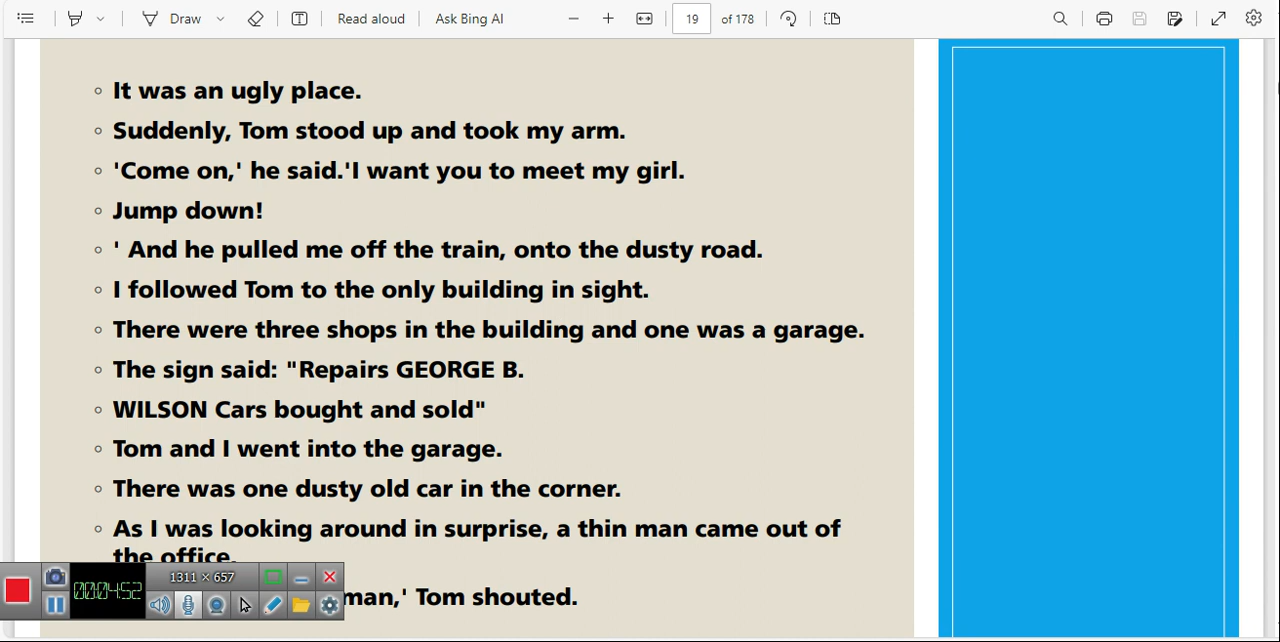 Draw
Read aloud
Ask Bing AI
19 of 178
It was an ugly place.
Suddenly, Tom stood up and took my arm.
'Come on,' he said.'I want you to meet my girl.
Jump down!
' And he pulled me off the train, onto the dusty road.
I followed Tom to the only building in sight.
There were three shops in the building and one was a garage.
The sign said: "Repairs GEORGE B.
WILSON Cars bought and sold"
Tom and I went into the garage.
There was one dusty old car in the corner.
As I was looking around in surprise, a thin man came out of
the office.
man,' Tom shouted.
1311 × 657
00:04:52